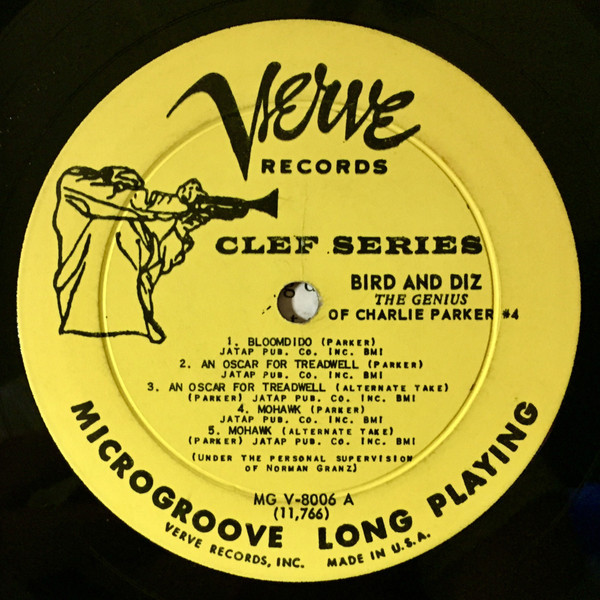 Verve
RECORDS
CLEF SERIES
BIRD AND DIZ
THE GENIUS
OF CHARLIE PARKER #4
1. BLOOMDIDO (PARKER)
JATAP PUB. CO. INC. BMI
2. AN OSCAR FOR TREADWELL (PARKER)
JATAP PUB. CO. INC. BMI
3. AN OSCAR FOR TREADWELL (ALTERNATE TAKE)
(PARKER) JATAP PUB. CO. INC. BMI
4. MOHAWK (PARKER)
JATAP PUB. CO. INC. BMI
5. MOHAWK (ALTERNATE TAKE)
(PARKER) JATAP PUB. CO. INC. BMI
(UNDER THE PERSONAL SUPERVISION
OF NORMAN GRANZ)
MG V-8006 A
(11,766)
MICROGROOVE LONG PLAYING
VERVE RECORDS, INC. MADE IN U.S.A.